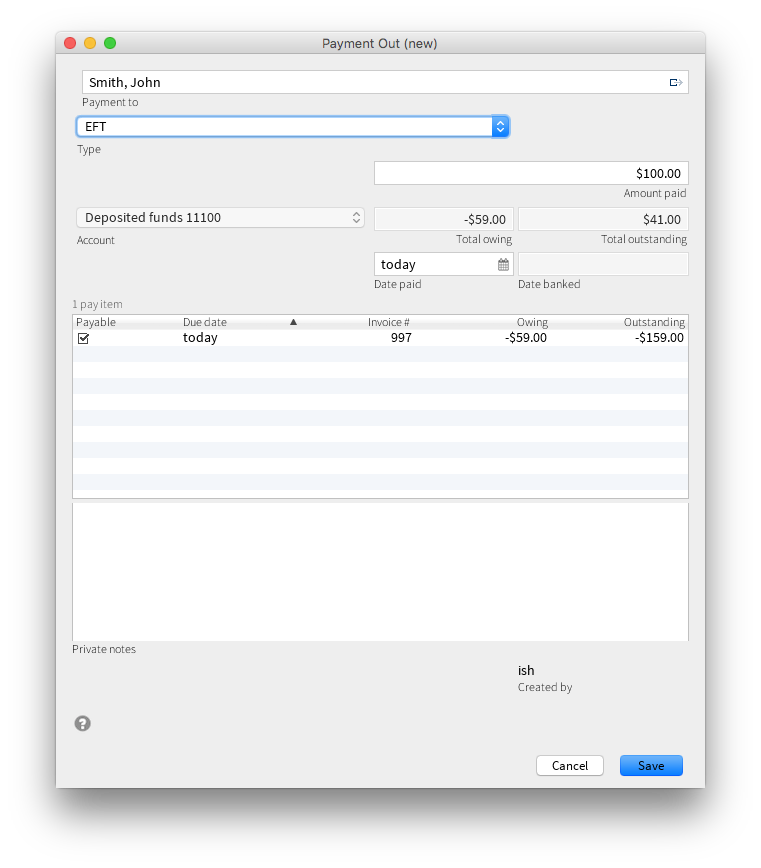 Payment Out (new)
Smith, John
Payment to
EFT
Type
$100.00
Amount paid
Deposited funds 11100 -$59.00 $41.00
Account Total owing Total outstanding
today
Date paid Date banked
1 pay item
Payable Due date ▲ Invoice # Owing Outstanding
today 997 -$59.00 -$159.00
Private notes
ish
Created by
?
Cancel Save